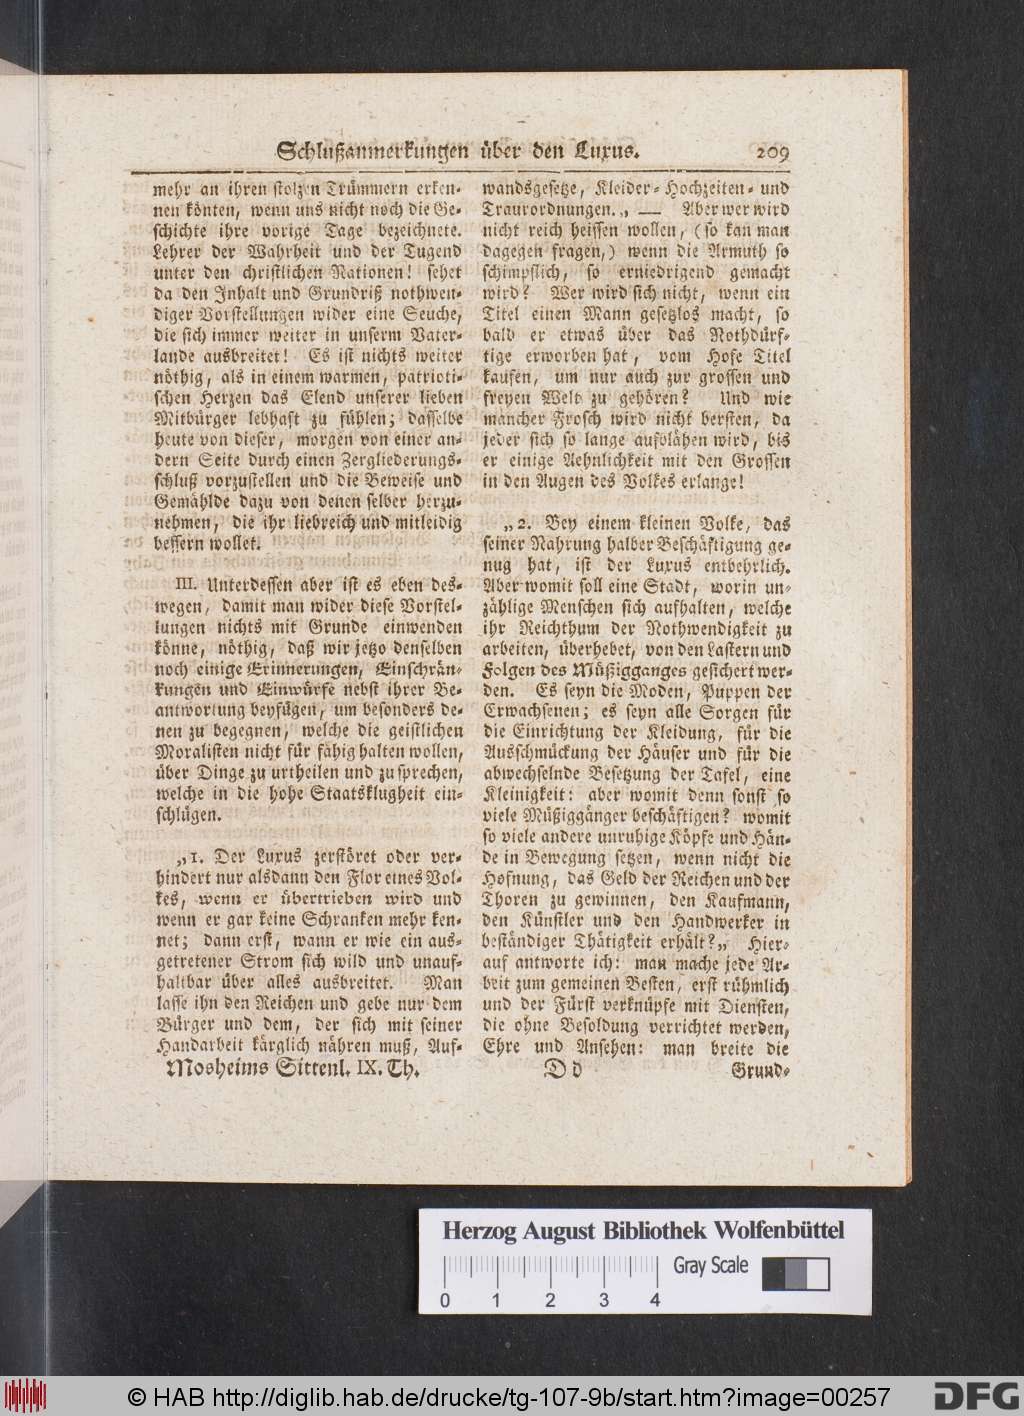 Schlußanmerkungen über den Luxus. 209
mehr an ihren stolzen Trümmern erken-
nen könten, wenn uns nicht noch die Ge-
schichte ihre vorige Tage bezeichnete.
Lehrer der Wahrheit und der Tugend
unter den christlichen Nationen! sehet
da den Inhalt und Grundriß nothwen-
diger Vorstellungen wider eine Seuche,
die sich immer weiter in unserm Vater-
lande ausbreitet! Es ist nichts weiter
nöthig, als in einem warmen, patrioti-
schen Herzen das Elend unserer lieben
Mitbürger lebhaft zu fühlen; dasselbe
heute von dieser, morgen von einer an-
dern Seite durch einen Zergliederungs-
schluß vorzustellen und die Beweise und
Gemählde dazu von denen selber herzu-
nehmen, die ihr liebreich und mitleidig
bessern wollet.
III. Unterdessen aber ist es eben des-
wegen, damit man wider diese Vorstel-
lungen nichts mit Grunde einwenden
könne, nöthig, daß wir jetzo denselben
noch einige Erinnerungen, Einschrän-
kungen und Einwürfe nebst ihrer Be-
antwortung beyfügen, um besonders de-
nen zu begegnen, welche die geistlichen
Moralisten nicht für fähig halten wollen,
über Dinge zu urtheilen und zu sprechen,
welche in die hohe Staatsklugheit ein-
schlügen.
„1. Der Luxus zerstöret oder ver-
hindert nur alsdann den Flor eines Vol-
kes, wenn er übertrieben wird und
wenn er gar keine Schranken mehr ken-
net; dann erst, wann er wie ein aus-
getretener Strom sich wild und unauf-
haltbar über alles ausbreitet. Man
lasse ihn den Reichen und gebe nur dem
Bürger und dem, der sich mit seiner
Handarbeit kärglich nähren muß, Auf-
wandsgesetze, Kleider- Hochzeiten- und
Traurordnungen.„ — Aber wer wird
nicht reich heissen wollen, (so kan man
dagegen fragen,) wenn die Armuth so
schimpflich, so erniedrigend gemacht
wird? Wer wird sich nicht, wenn ein
Titel einen Mann gesetzlos macht, so
bald er etwas über das Nothdürf-
tige erworben hat, vom Hofe Titel
kaufen, um nur auch zur grossen und
freyen Welt zu gehören? Und wie
mancher Frosch wird nicht bersten, da
jeder sich so lange aufblähen wird, bis
er einige Aehnlichkeit mit den Grossen
in den Augen des Volkes erlange!
„2. Bey einem kleinen Volke, das
seiner Nahrung halber Beschäftigung ge-
nug hat, ist der Luxus entbehrlich.
Aber womit soll eine Stadt, worin un-
zählige Menschen sich aufhalten, welche
ihr Reichthum der Nothwendigkeit zu
arbeiten, überhebet, von den Lastern und
Folgen des Müßigganges gesichert wer-
den. Es seyn die Moden, Puppen der
Erwachsenen; es seyn alle Sorgen für
die Einrichtung der Kleidung, für die
Ausschmückung der Häuser und für die
abwechselnde Besetzung der Tafel, eine
Kleinigkeit: aber womit denn sonst so
viele Müßiggänger beschäftigen? womit
so viele andere unruhige Köpfe und Hän-
de in Bewegung setzen, wenn nicht die
Hofnung, das Geld der Reichen und der
Thoren zu gewinnen, den Kaufmann,
den Künstler und den Handwerker in
beständiger Thätigkeit erhält?„ Hier-
auf antworte ich: man mache jede Ar-
beit zum gemeinen Besten, erst rühmlich
und der Fürst verknüpfe mit Diensten,
die ohne Besoldung verrichtet werden,
Ehre und Ansehen: man breite die
Mosheims Sittenl. IX. Th. D d Grund-
Herzog August Bibliothek Wolfenbüttel
Gray Scale
0 1 2 3 4
© HAB http://diglib.hab.de/drucke/tg-107-9b/start.htm?image=00257 DFG